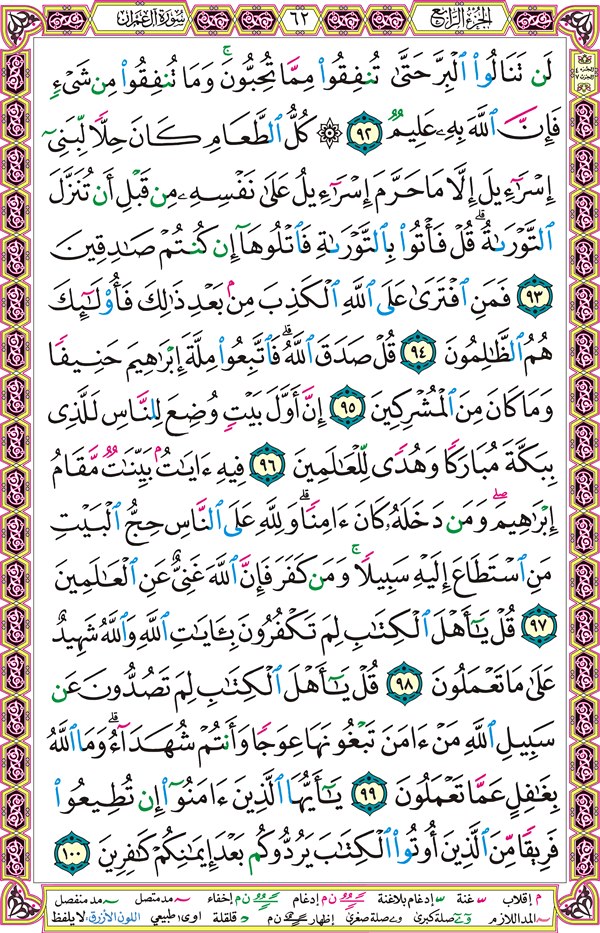 الجزء الرابع
٦٢
سورة آل عمران
لَن تَنَالُوا۟ ٱلْبِرَّ حَتَّىٰ تُنفِقُوا۟ مِمَّا تُحِبُّونَ ۚ وَمَا تُنفِقُوا۟ مِن شَىْءٍ
فَإِنَّ ٱللَّهَ بِهِۦ عَلِيمٌ ٩٢ ۞ كُلُّ ٱلطَّعَامِ كَانَ حِلًّا لِّبَنِىٓ
إِسْرَٰٓءِيلَ إِلَّا مَا حَرَّمَ إِسْرَٰٓءِيلُ عَلَىٰ نَفْسِهِۦ مِن قَبْلِ أَن تُنَزَّلَ
ٱلتَّوْرَىٰةُ ۗ قُلْ فَأْتُوا۟ بِٱلتَّوْرَىٰةِ فَٱتْلُوهَآ إِن كُنتُمْ صَٰدِقِينَ
٩٣ فَمَنِ ٱفْتَرَىٰ عَلَى ٱللَّهِ ٱلْكَذِبَ مِنۢ بَعْدِ ذَٰلِكَ فَأُو۟لَٰٓئِكَ
هُمُ ٱلظَّٰلِمُونَ ٩٤ قُلْ صَدَقَ ٱللَّهُ ۗ فَٱتَّبِعُوا۟ مِلَّةَ إِبْرَٰهِيمَ حَنِيفًا
وَمَا كَانَ مِنَ ٱلْمُشْرِكِينَ ٩٥ إِنَّ أَوَّلَ بَيْتٍ وُضِعَ لِلنَّاسِ لَلَّذِى
بِبَكَّةَ مُبَارَكًا وَهُدًى لِّلْعَٰلَمِينَ ٩٦ فِيهِ ءَايَٰتٌۢ بَيِّنَٰتٌ مَّقَامُ
إِبْرَٰهِيمَ ۖ وَمَن دَخَلَهُۥ كَانَ ءَامِنًا ۗ وَلِلَّهِ عَلَى ٱلنَّاسِ حِجُّ ٱلْبَيْتِ
مَنِ ٱسْتَطَاعَ إِلَيْهِ سَبِيلًا ۚ وَمَن كَفَرَ فَإِنَّ ٱللَّهَ غَنِىٌّ عَنِ ٱلْعَٰلَمِينَ
٩٧ قُلْ يَٰٓأَهْلَ ٱلْكِتَٰبِ لِمَ تَكْفُرُونَ بِـَٔايَٰتِ ٱللَّهِ وَٱللَّهُ شَهِيدٌ
عَلَىٰ مَا تَعْمَلُونَ ٩٨ قُلْ يَٰٓأَهْلَ ٱلْكِتَٰبِ لِمَ تَصُدُّونَ عَن
سَبِيلِ ٱللَّهِ مَنْ ءَامَنَ تَبْغُونَهَا عِوَجًا وَأَنتُمْ شُهَدَآءُ ۗ وَمَا ٱللَّهُ
بِغَٰفِلٍ عَمَّا تَعْمَلُونَ ٩٩ يَٰٓأَيُّهَا ٱلَّذِينَ ءَامَنُوٓا۟ إِن تُطِيعُوا۟
فَرِيقًا مِّنَ ٱلَّذِينَ أُوتُوا۟ ٱلْكِتَٰبَ يَرُدُّوكُم بَعْدَ إِيمَٰنِكُمْ كَٰفِرِينَ ١٠٠
م إقلاب غنة إدغام بلاغنة ن م إدغام ن م إخفاء مد متصل مد منفصل
المد اللازم صلة كبرى صلة صغرى إظهار ن م قلقلة اوى: طبيعي اللون الأزرق: لا يلفظ